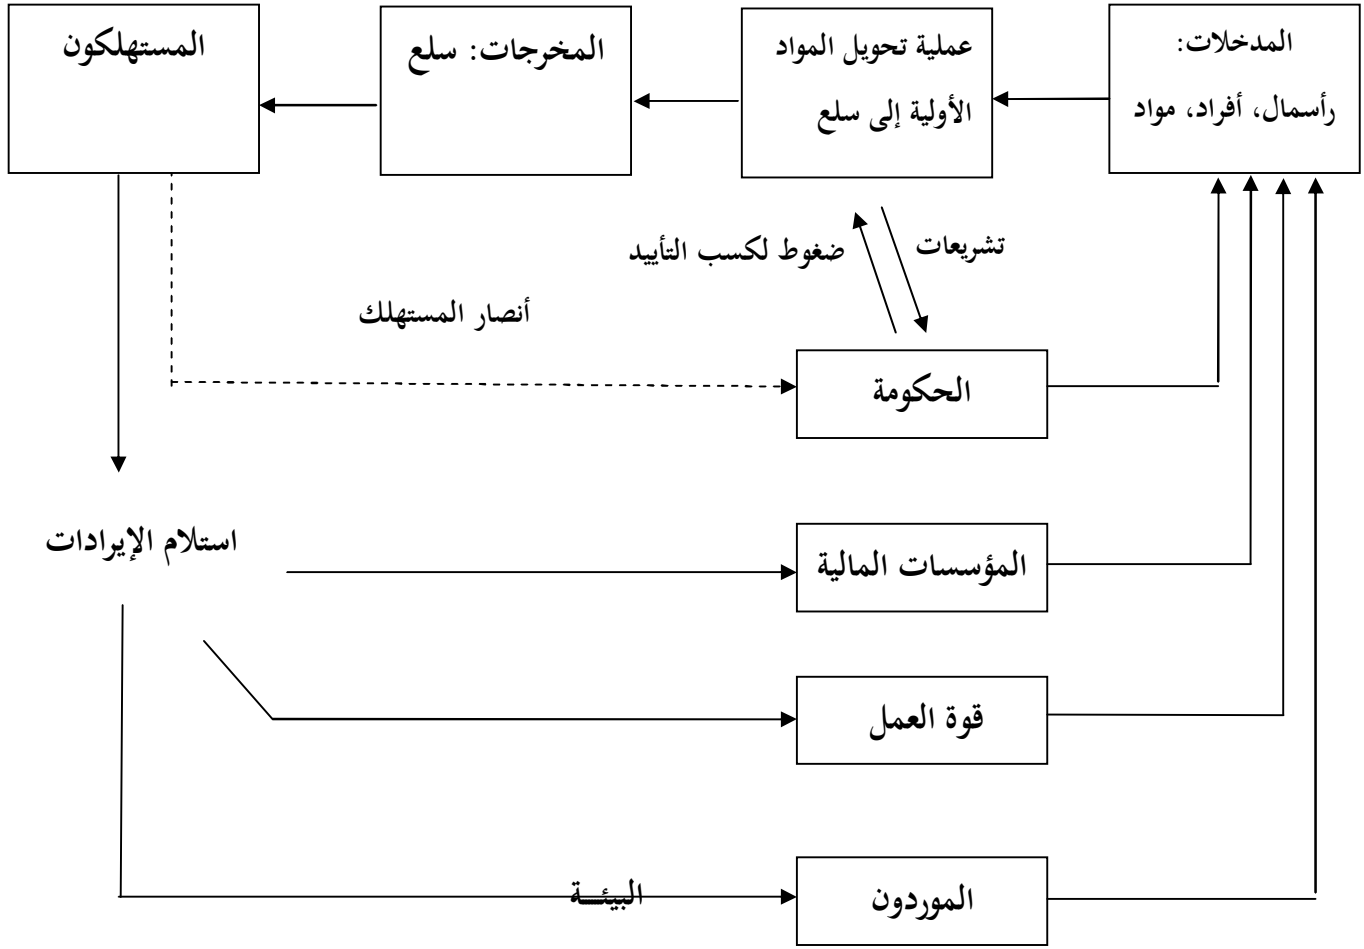 المدخلات:
رأسمال، أفراد، مواد
عملية تحويل المواد
الأولية إلى سلع
المخرجات: سلع
المستهلكون
تشريعات
ضغوط لكسب التأييد
أنصار المستهلك
الحكومة
استلام الإيرادات
المؤسسات المالية
قوة العمل
الموردون
البيئــة